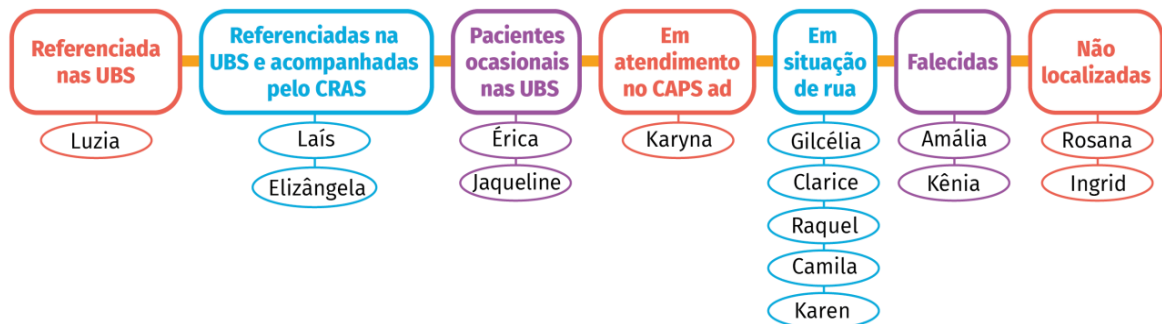 Referenciada
nas UBS
Luzia
Referenciadas na
UBS e acompanhadas
pelo CRAS
Laís
Elizângela
Pacientes
ocasionais
nas UBS
Érica
Jaqueline
Em
atendimento
no CAPS ad
Karyna
Em
situação
de rua
Gilcélia
Clarice
Raquel
Camila
Karen
Falecidas
Amália
Kênia
Não
localizadas
Rosana
Ingrid